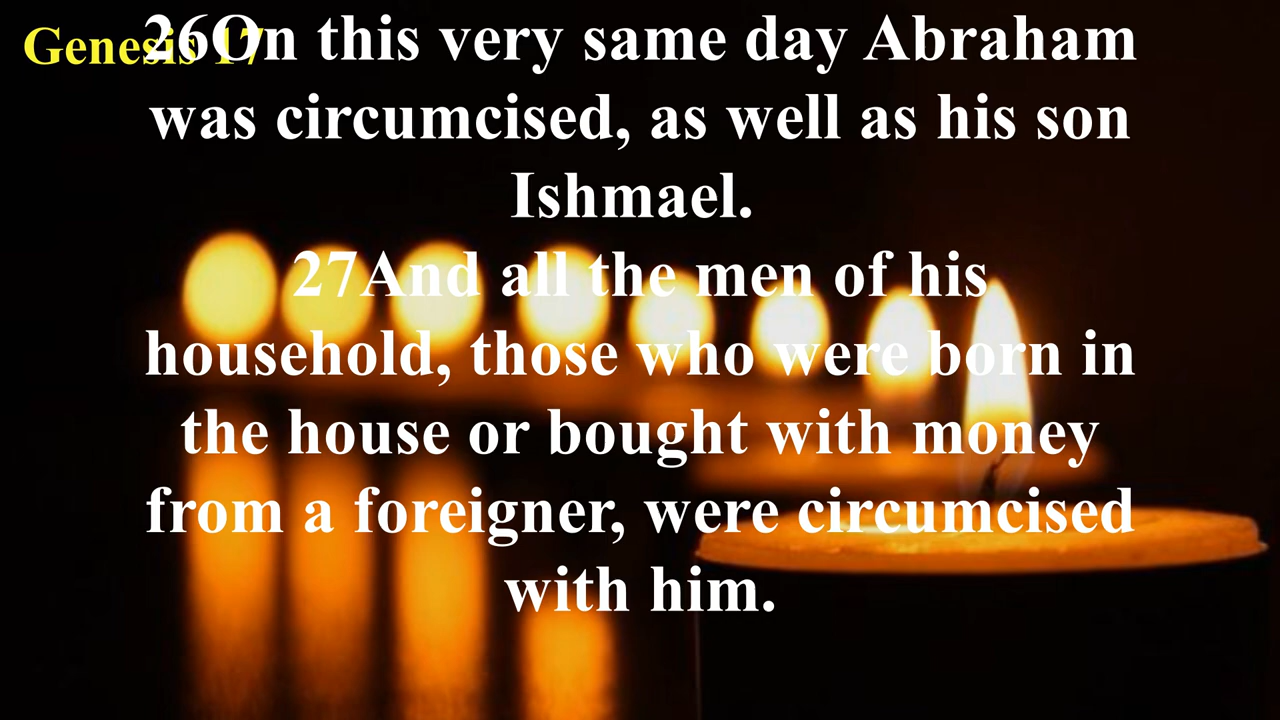 Genesis 17
26On this very same day Abraham
was circumcised, as well as his son
Ishmael.
27And all the men of his
household, those who were born in
the house or bought with money
from a foreigner, were circumcised
with him.